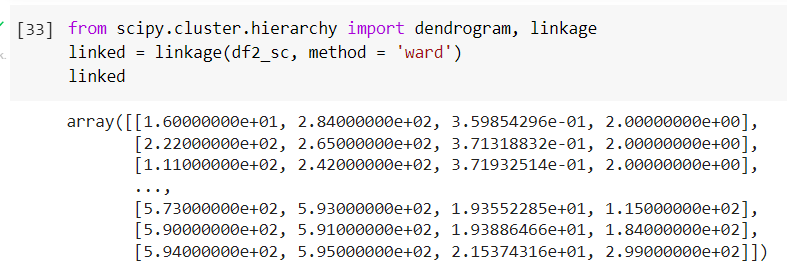 [33] from scipy.cluster.hierarchy import dendrogram, linkage
linked = linkage(df2_sc, method = 'ward')
linked
array([[1.60000000e+01, 2.84000000e+02, 3.59854296e-01, 2.00000000e+00],
[2.22000000e+02, 2.65000000e+02, 3.71318832e-01, 2.00000000e+00],
[1.11000000e+02, 2.42000000e+02, 3.71932514e-01, 2.00000000e+00],
...,
[5.73000000e+02, 5.93000000e+02, 1.93552285e+01, 1.15000000e+02],
[5.90000000e+02, 5.91000000e+02, 1.93886466e+01, 1.84000000e+02],
[5.94000000e+02, 5.95000000e+02, 2.15374316e+01, 2.99000000e+02]])